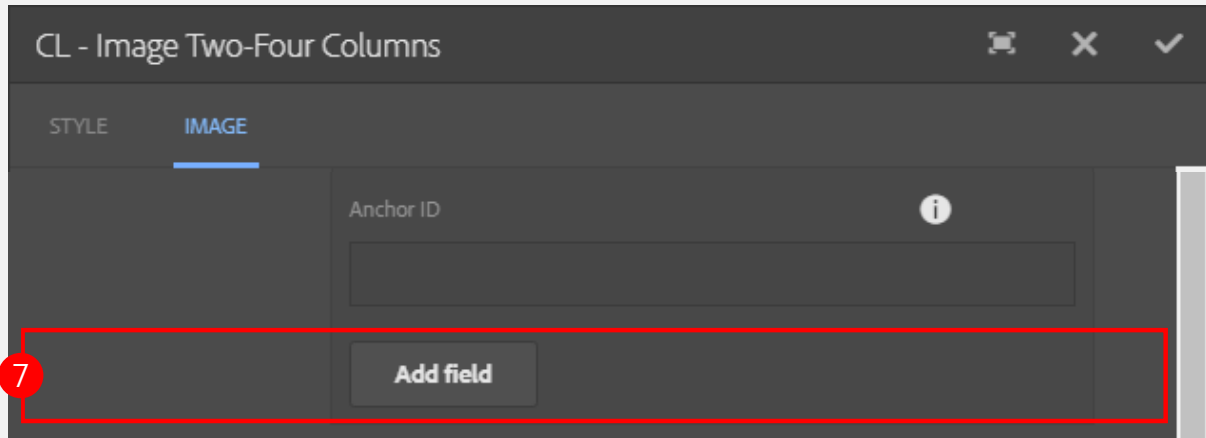 CL - Image Two-Four Columns
STYLE IMAGE
Anchor ID
i
7
Add field